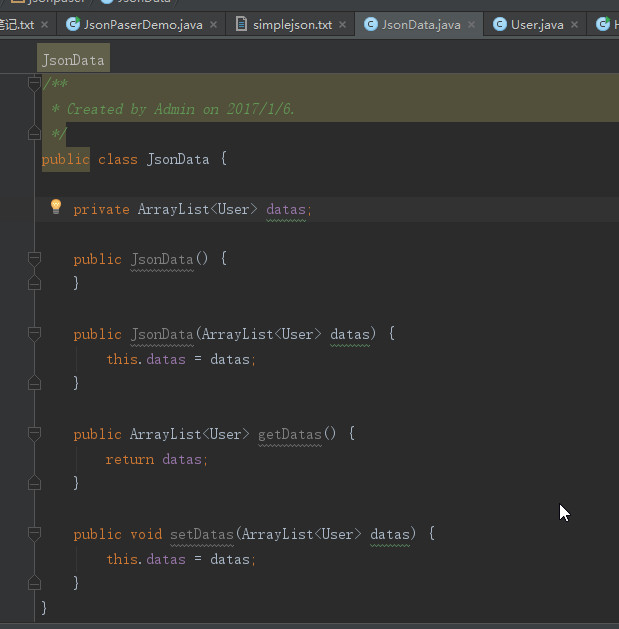 jsonpaser JsonData
笔记.txt JsonPaserDemo.java simplejson.txt JsonData.java User.java
JsonData
/**
* Created by Admin on 2017/1/6.
*/
public class JsonData {
private ArrayList<User> datas;
public JsonData() {
}
public JsonData(ArrayList<User> datas) {
this.datas = datas;
}
public ArrayList<User> getDatas() {
return datas;
}
public void setDatas(ArrayList<User> datas) {
this.datas = datas;
}
}